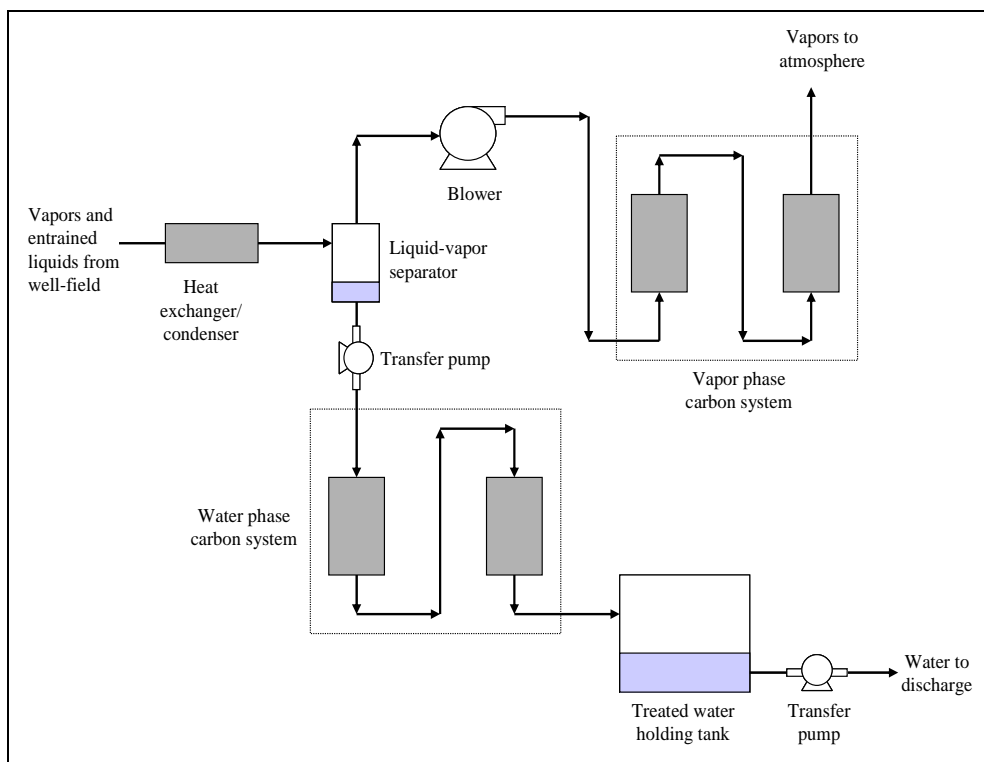 Vapors to
atmosphere
Blower
Vapors and
entrained
liquids from
well-field
Liquid-vapor
separator
Heat
exchanger/
condenser
Transfer pump
Vapor phase
carbon system
Water phase
carbon system
Water to
discharge
Treated water
holding tank
Transfer
pump